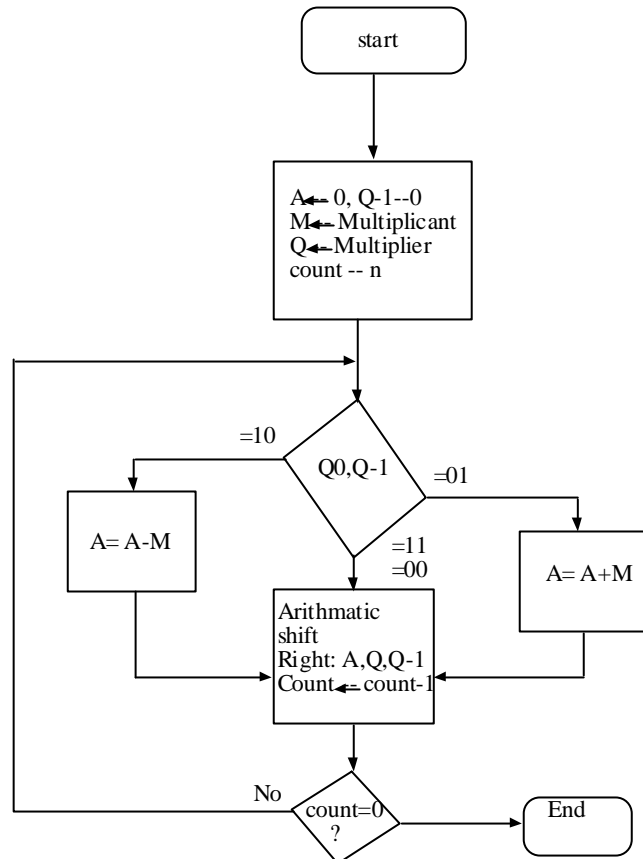 start
A← 0, Q-1--0
M← Multiplicant
Q← Multiplier
count -- n
=10
Q0,Q-1
=01
A= A-M
=11
=00
A= A+M
Arithmatic
shift
Right: A,Q,Q-1
Count ← count-1
No
count=0
?
End